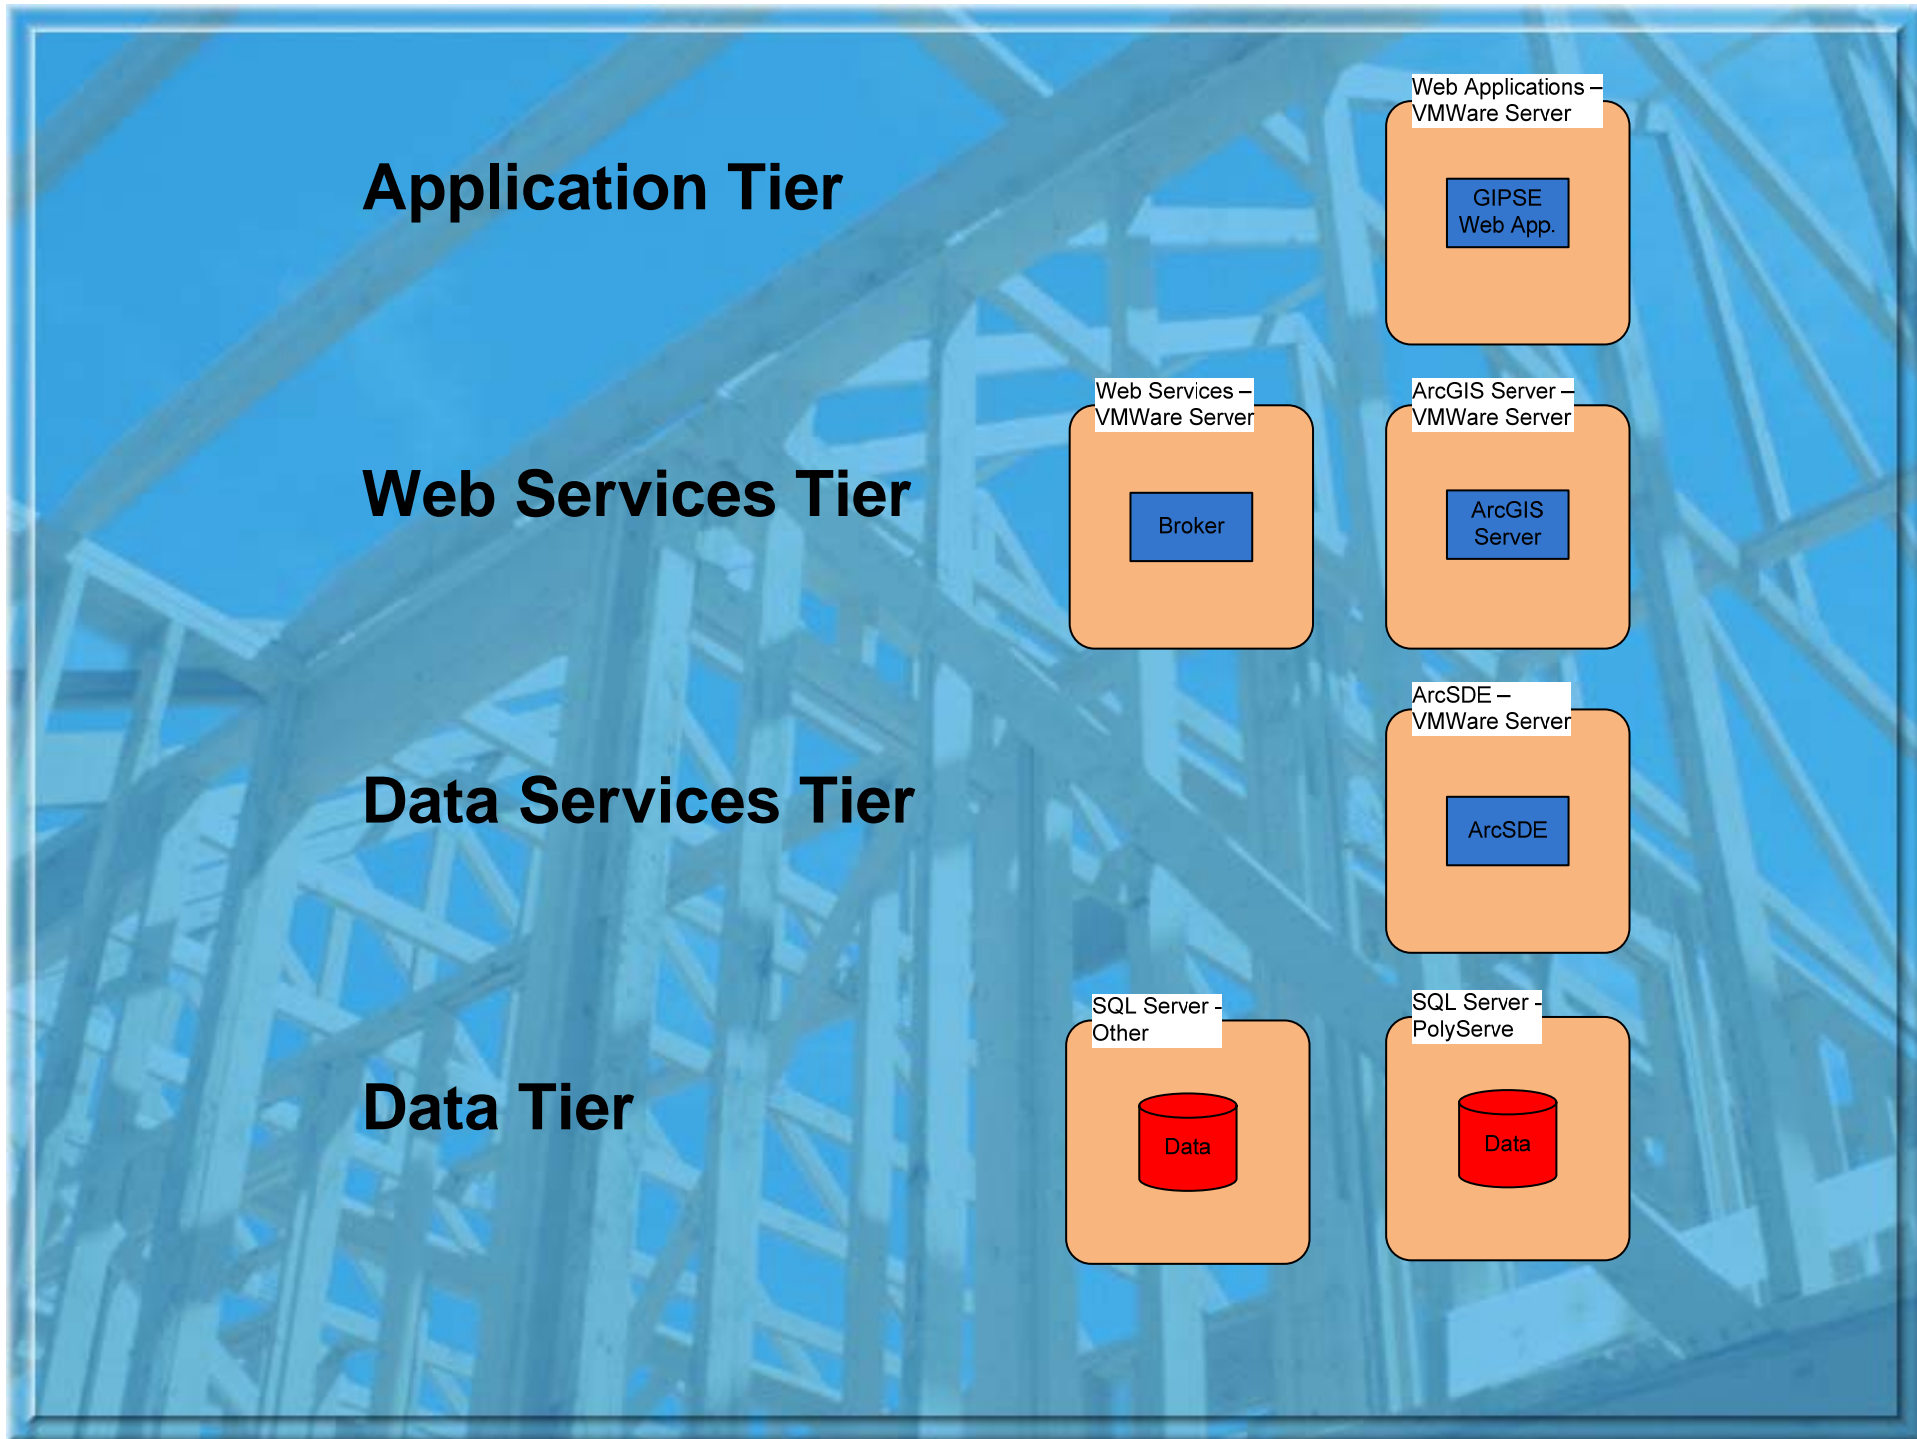 Application Tier
Web Applications –
VMWare Server
GIPSE
Web App.
Web Services Tier
Web Services –
VMWare Server
Broker
ArcGIS Server –
VMWare Server
ArcGIS
Server
Data Services Tier
ArcSDE –
VMWare Server
ArcSDE
Data Tier
SQL Server -
Other
Data
SQL Server -
PolyServe
Data